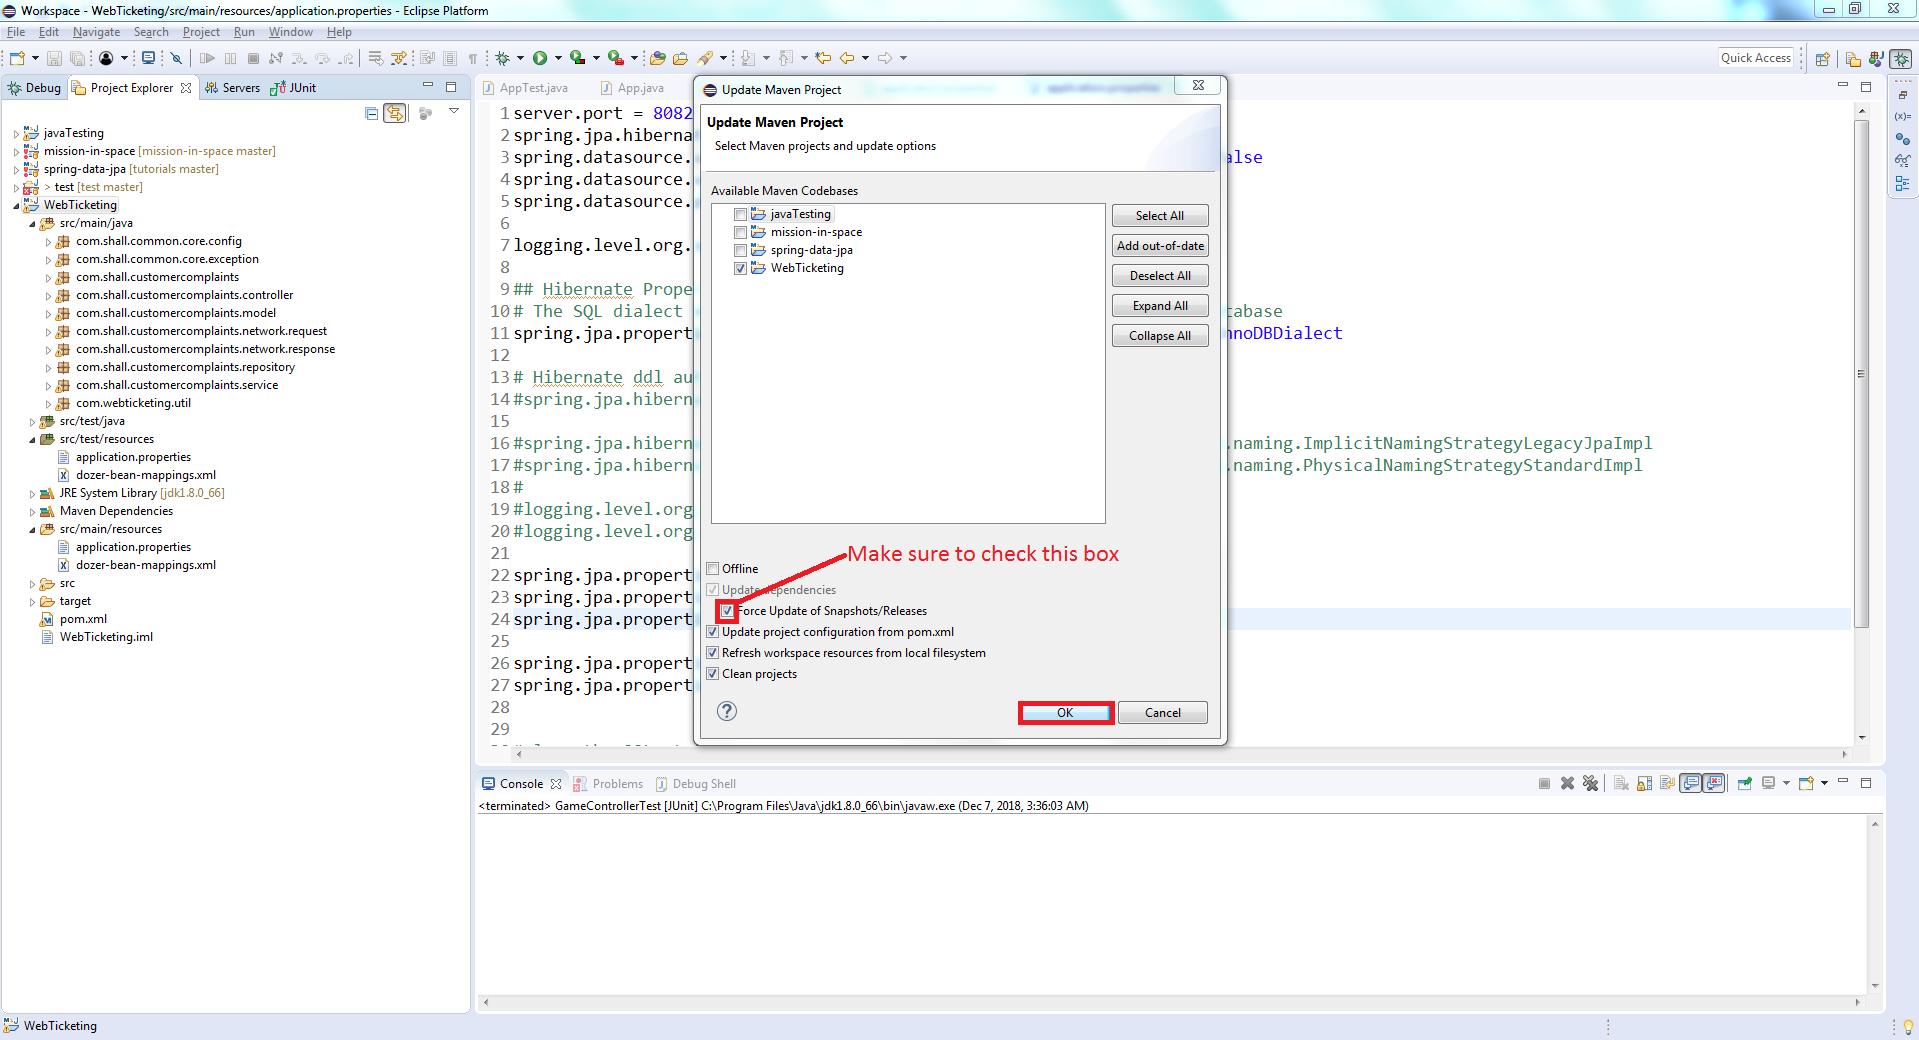 Workspace - WebTicketing/src/main/resources/application.properties - Eclipse Platform
File Edit Navigate Search Project Run Window Help
Quick Access
Debug Project Explorer Servers JUnit
javaTesting
mission-in-space [mission-in-space master]
spring-data-jpa [tutorials master]
> test [test master]
WebTicketing
src/main/java
com.shall.common.core.config
com.shall.common.core.exception
com.shall.customercomplaints
com.shall.customercomplaints.controller
com.shall.customercomplaints.model
com.shall.customercomplaints.network.request
com.shall.customercomplaints.network.response
com.shall.customercomplaints.repository
com.shall.customercomplaints.service
com.webticketing.util
src/test/java
src/test/resources
application.properties
dozer-bean-mappings.xml
JRE System Library [jdk1.8.0_66]
Maven Dependencies
src/main/resources
application.properties
dozer-bean-mappings.xml
src
target
pom.xml
WebTicketing.iml
AppTest.java App.java
1 server.port = 8082
2 spring.jpa.hiberna
3 spring.datasource. alse
4 spring.datasource.
5 spring.datasource.
6
7 logging.level.org.
8
9 ## Hibernate Prope
10 # The SQL dialect tabase
11 spring.jpa.propert nnoDBDialect
12
13 # Hibernate ddl au
14 #spring.jpa.hibern
15
16 #spring.jpa.hibern .naming.ImplicitNamingStrategyLegacyJpaImpl
17 #spring.jpa.hibern .naming.PhysicalNamingStrategyStandardImpl
18 #
19 #logging.level.org
20 #logging.level.org
21
22 spring.jpa.propert
23 spring.jpa.propert
24 spring.jpa.propert
25
26 spring.jpa.propert
27 spring.jpa.propert
28
29
Update Maven Project
Update Maven Project
Select Maven projects and update options
Available Maven Codebases
javaTesting
mission-in-space
spring-data-jpa
WebTicketing
Select All
Add out-of-date
Deselect All
Expand All
Collapse All
Make sure to check this box
Offline
Update dependencies
Force Update of Snapshots/Releases
Update project configuration from pom.xml
Refresh workspace resources from local filesystem
Clean projects
OK Cancel
Console Problems Debug Shell
<terminated> GameControllerTest [JUnit] C:\Program Files\Java\jdk1.8.0_66\bin\javaw.exe (Dec 7, 2018, 3:36:03 AM)
WebTicketing